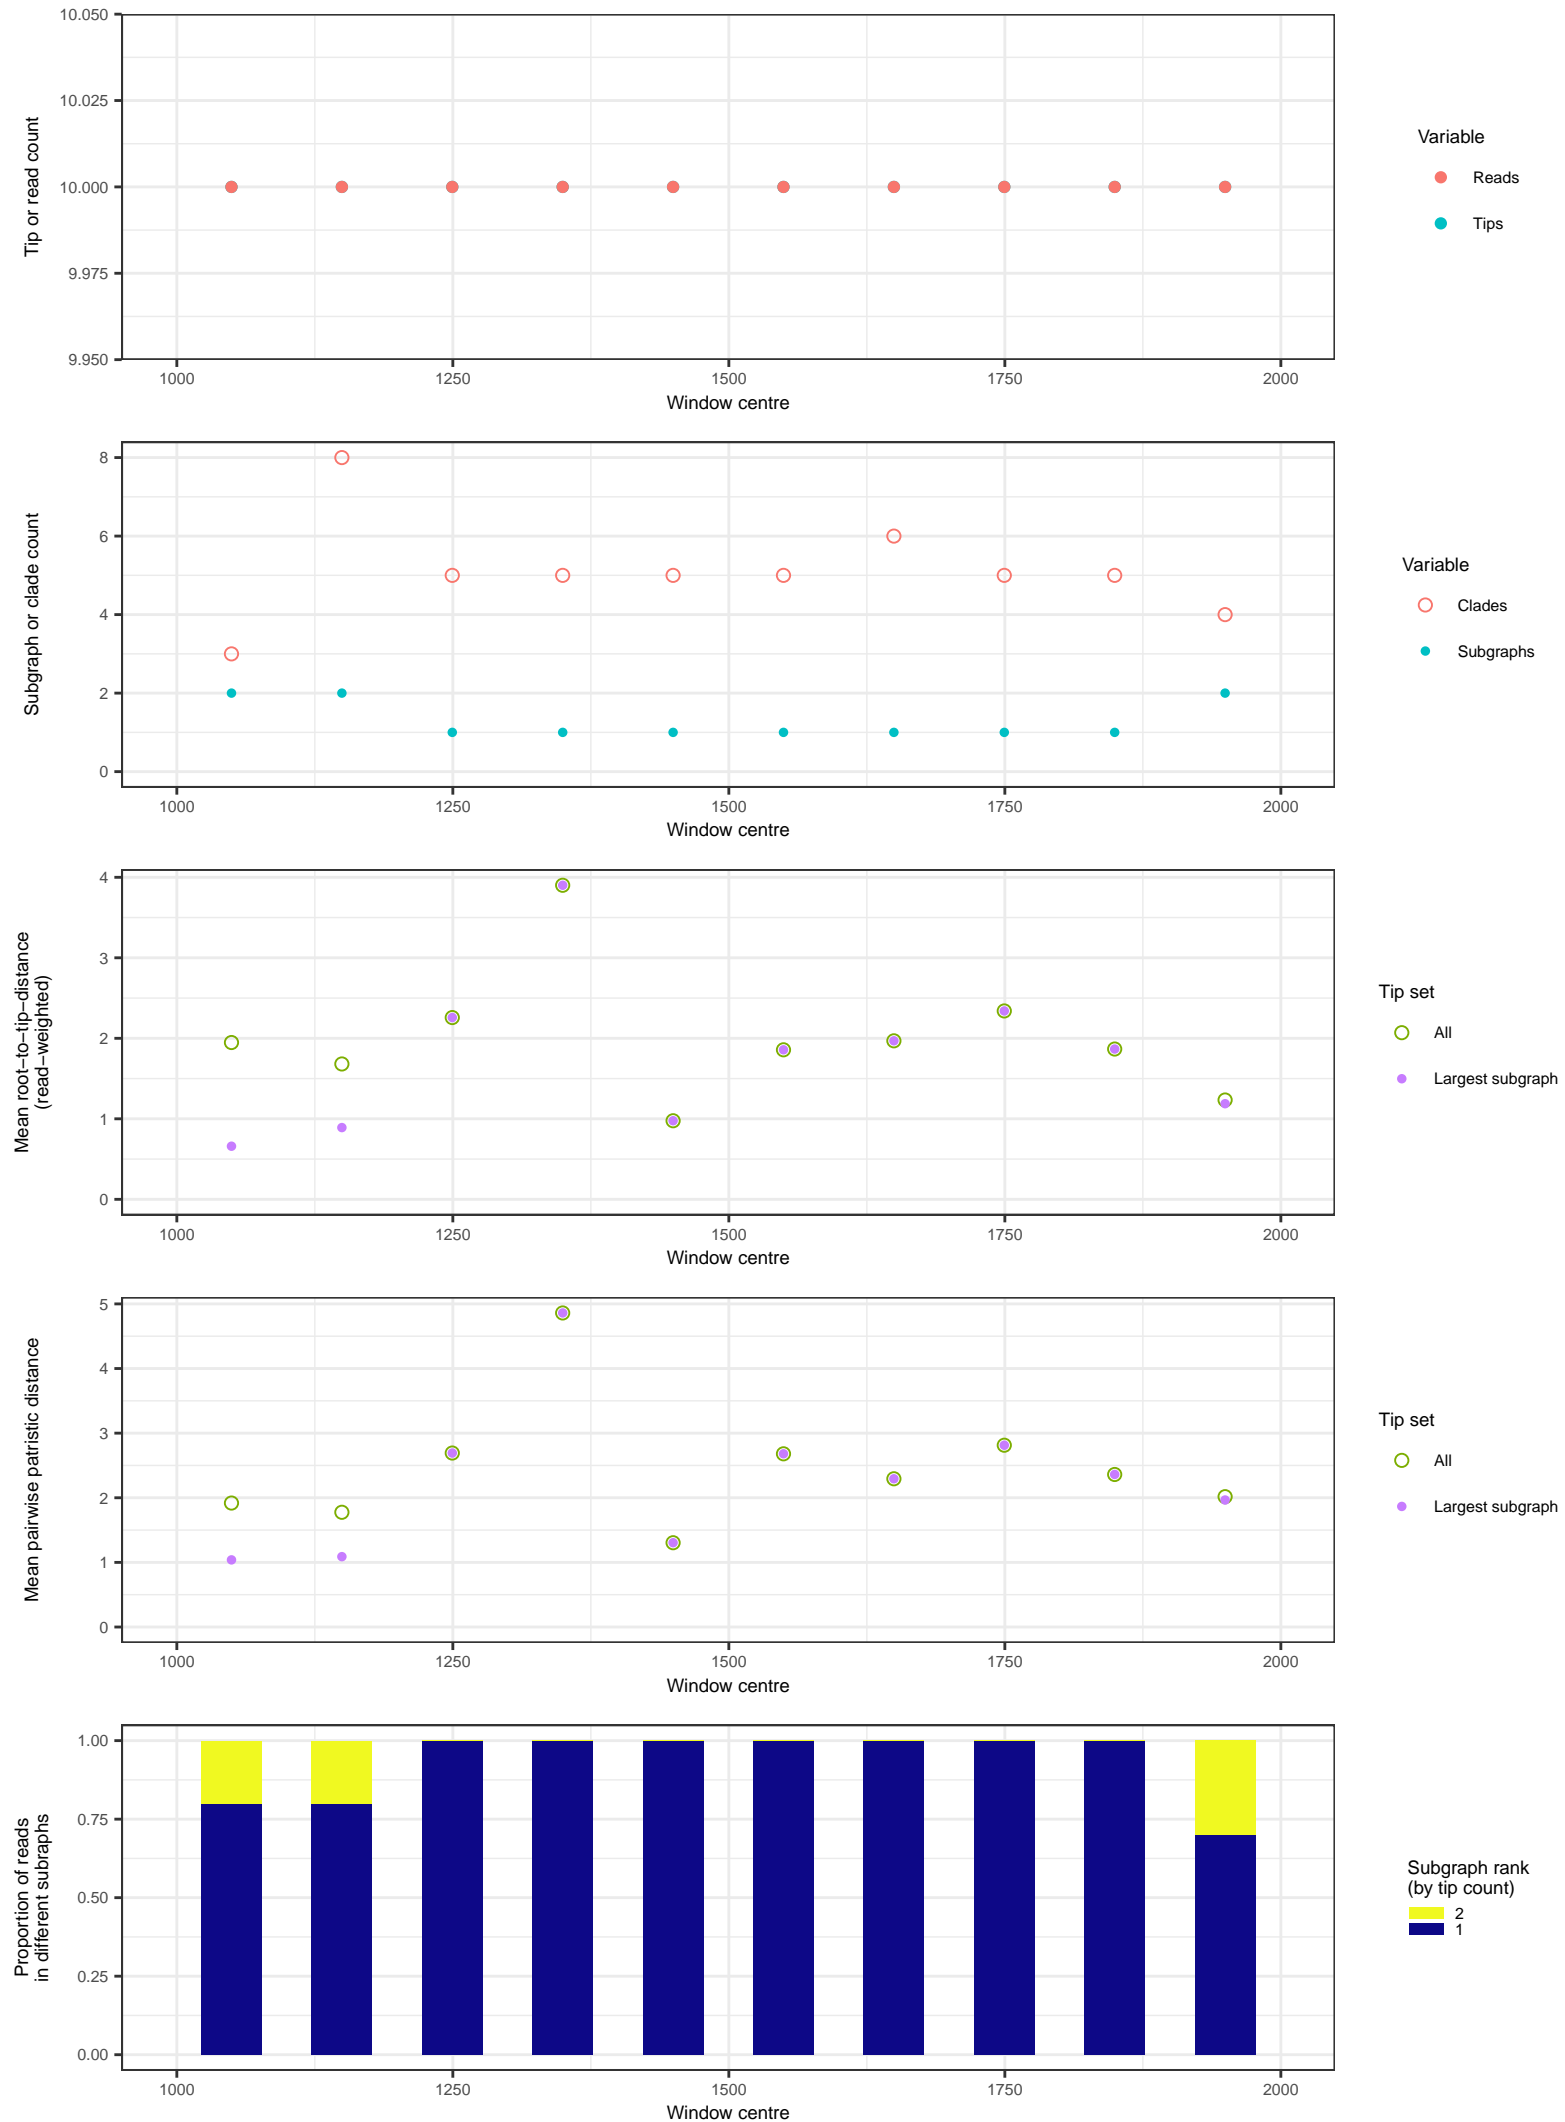 10.050
10.025
10.000
9.975
9.950
Tip or read count
1000 1250 1500 1750 2000
Window centre
Variable
Reads
Tips
8
6
4
2
0
Subgraph or clade count
1000 1250 1500 1750 2000
Window centre
Variable
Clades
Subgraphs
4
3
2
1
0
Mean root−to−tip−distance
(read−weighted)
1000 1250 1500 1750 2000
Window centre
Tip set
All
Largest subgraph
5
4
3
2
1
0
Mean pairwise patristic distance
1000 1250 1500 1750 2000
Window centre
Tip set
All
Largest subgraph
1.00
0.75
0.50
0.25
0.00
Proportion of reads
in different subraphs
1000 1250 1500 1750 2000
Window centre
Subgraph rank
(by tip count)
2
1